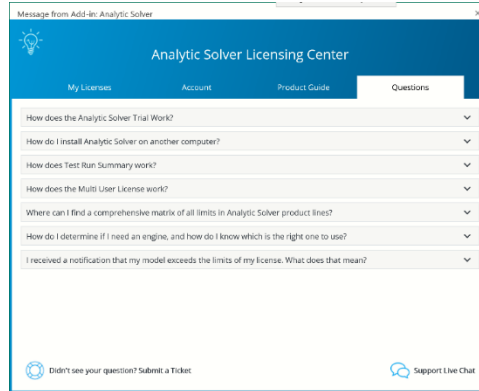 Message from Add-in: Analytic Solver
Analytic Solver Licensing Center
My Licenses Account Product Guide Questions
How does the Analytic Solver Trial Work?
How do I install Analytic Solver on another computer?
How does Test Run Summary work?
How does the Multi User License work?
Where can I find a comprehensive matrix of all limits in Analytic Solver product lines?
How do I determine if I need an engine, and how do I know which is the right one to use?
I received a notification that my model exceeds the limits of my license. What does that mean?
Didn't see your question? Submit a Ticket Support Live Chat